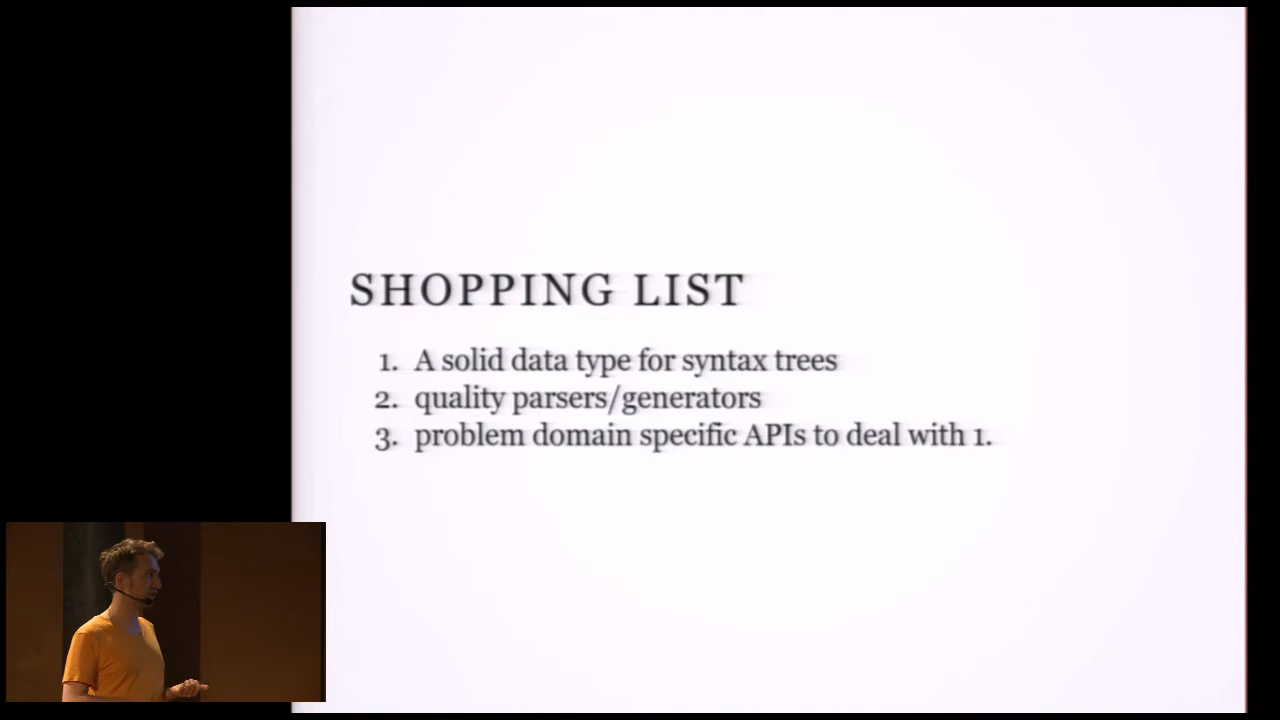 SHOPPING LIST
1. A solid data type for syntax trees
2. quality parsers/generators
3. problem domain specific APIs to deal with 1.